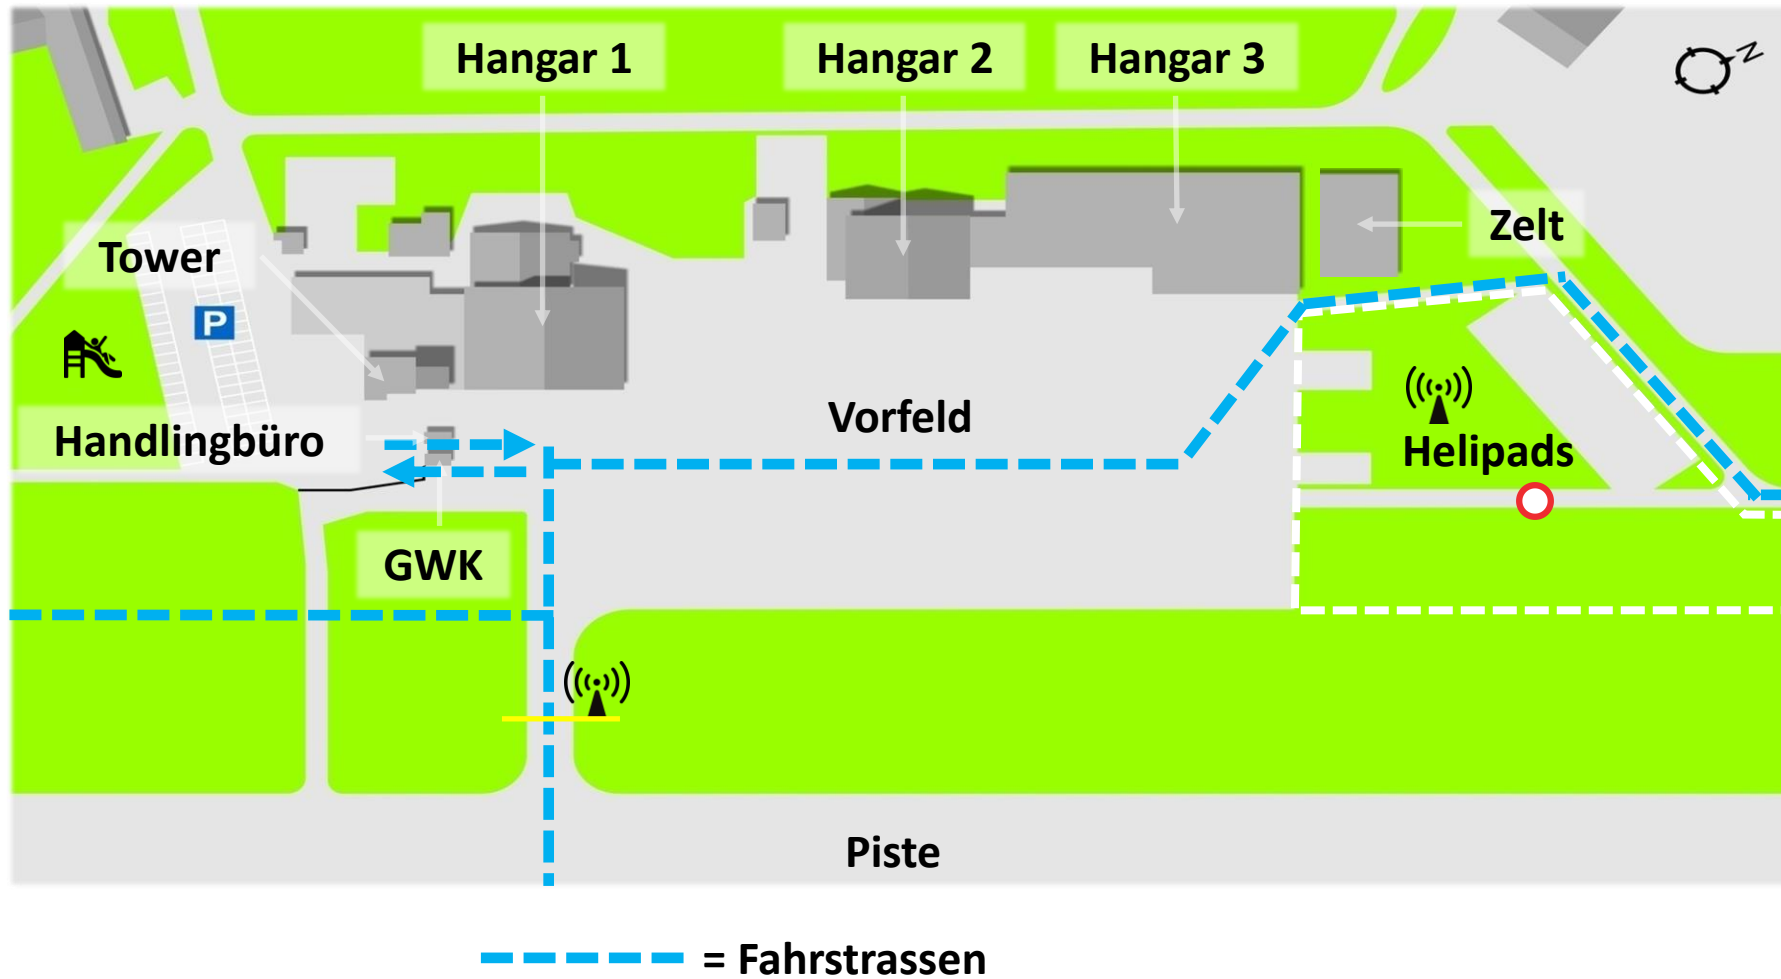 Hangar 1
Hangar 2
Hangar 3
N
Tower
Zelt
P
Handlingbüro
Vorfeld
Helipads
GWK
Piste
= Fahrstrassen